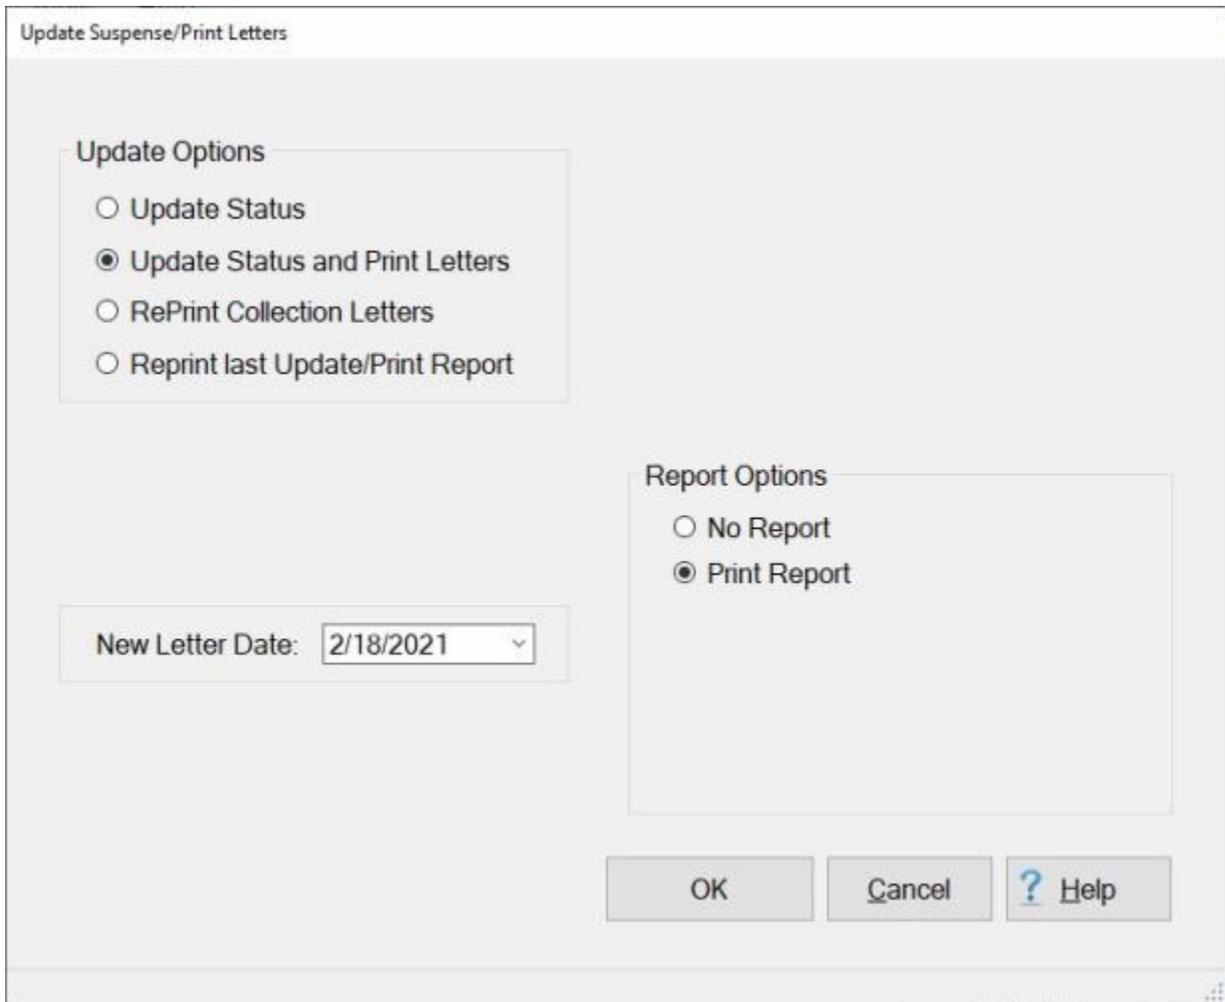 Update Suspense/Print Letters
Update Options
Update Status
Update Status and Print Letters
RePrint Collection Letters
Reprint last Update/Print Report
Report Options
No Report
Print Report
New Letter Date: 2/18/2021
OK Cancel ? Help